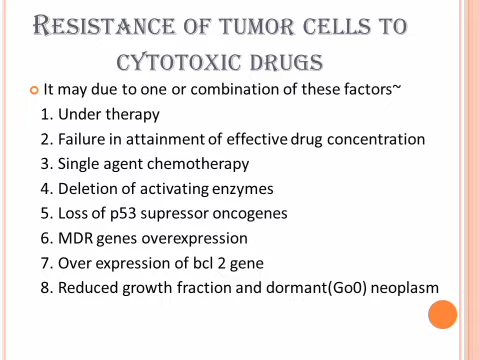 Resistance of tumor cells to
cytotoxic drugs
It may due to one or combination of these factors~
1. Under therapy
2. Failure in attainment of effective drug concentration
3. Single agent chemotherapy
4. Deletion of activating enzymes
5. Loss of p53 supressor oncogenes
6. MDR genes overexpression
7. Over expression of bcl 2 gene
8. Reduced growth fraction and dormant(Go0) neoplasm